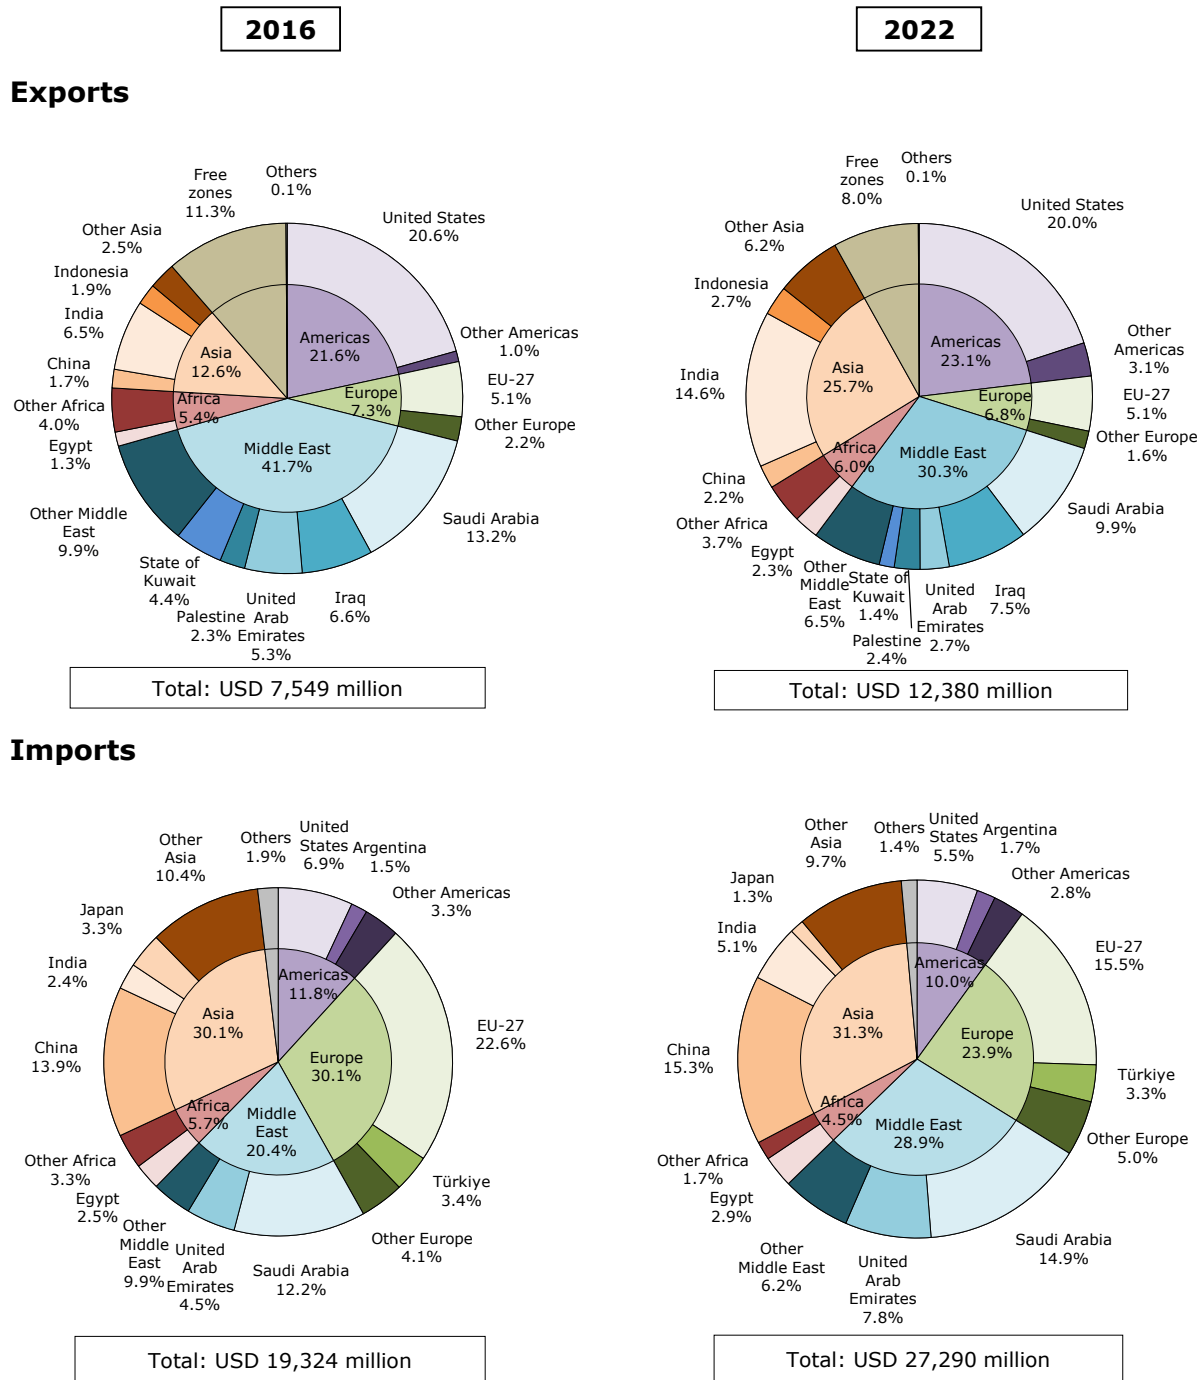 2016
2022
Exports
Free
zones
11.3%
Others
0.1%
United States
20.6%
Other Americas
1.0%
EU-27
5.1%
Other Europe
2.2%
Saudi Arabia
13.2%
Iraq
6.6%
United
Arab
Emirates
5.3%
Palestine
2.3%
State of
Kuwait
4.4%
Other Middle
East
9.9%
Egypt
1.3%
Other Africa
4.0%
China
1.7%
India
6.5%
Indonesia
1.9%
Other Asia
2.5%
Americas
21.6%
Europe
7.3%
Middle East
41.7%
Africa
5.4%
Asia
12.6%
Total: USD 7,549 million
Free
zones
8.0%
Others
0.1%
United States
20.0%
Other
Americas
3.1%
EU-27
5.1%
Other Europe
1.6%
Saudi Arabia
9.9%
Iraq
7.5%
United
Arab
Emirates
2.7%
Palestine
2.4%
State of
Kuwait
1.4%
Other
Middle
East
6.5%
Egypt
2.3%
Other Africa
3.7%
China
2.2%
India
14.6%
Indonesia
2.7%
Other Asia
6.2%
Americas
23.1%
Europe
6.8%
Middle East
30.3%
Africa
6.0%
Asia
25.7%
Total: USD 12,380 million
Imports
Others
1.9%
United
States
6.9%
Argentina
1.5%
Other Americas
3.3%
EU-27
22.6%
Türkiye
3.4%
Other Europe
4.1%
Saudi Arabia
12.2%
United
Arab
Emirates
4.5%
Other
Middle
East
9.9%
Egypt
2.5%
Other Africa
3.3%
China
13.9%
India
2.4%
Japan
3.3%
Other
Asia
10.4%
Americas
11.8%
Europe
30.1%
Middle
East
20.4%
Africa
5.7%
Asia
30.1%
Total: USD 19,324 million
Others
1.4%
United
States
5.5%
Argentina
1.7%
Other Americas
2.8%
EU-27
15.5%
Türkiye
3.3%
Other Europe
5.0%
Saudi Arabia
14.9%
United
Arab
Emirates
7.8%
Other
Middle East
6.2%
Egypt
2.9%
Other Africa
1.7%
China
15.3%
India
5.1%
Japan
1.3%
Other
Asia
9.7%
Americas
10.0%
Europe
23.9%
Middle East
28.9%
Africa
4.5%
Asia
31.3%
Total: USD 27,290 million